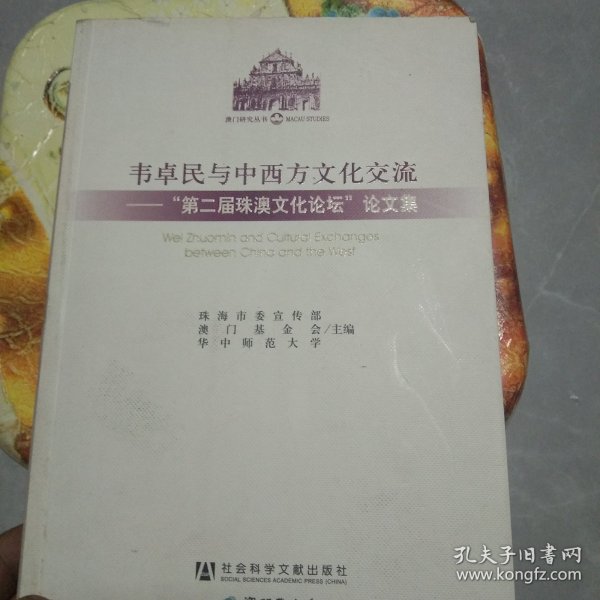 澳门研究丛书 MACAU STUDIES
韦卓民与中西方文化交流
——“第二届珠澳文化论坛”论文集
Wei Zhuomin and Cultural Exchanges
between China and the West
珠海市委宣传部
澳门基金会/主编
华中师范大学
社会科学文献出版社
SOCIAL SCIENCES ACADEMIC PRESS (CHINA)
孔夫子旧书网
www.kongfz.com